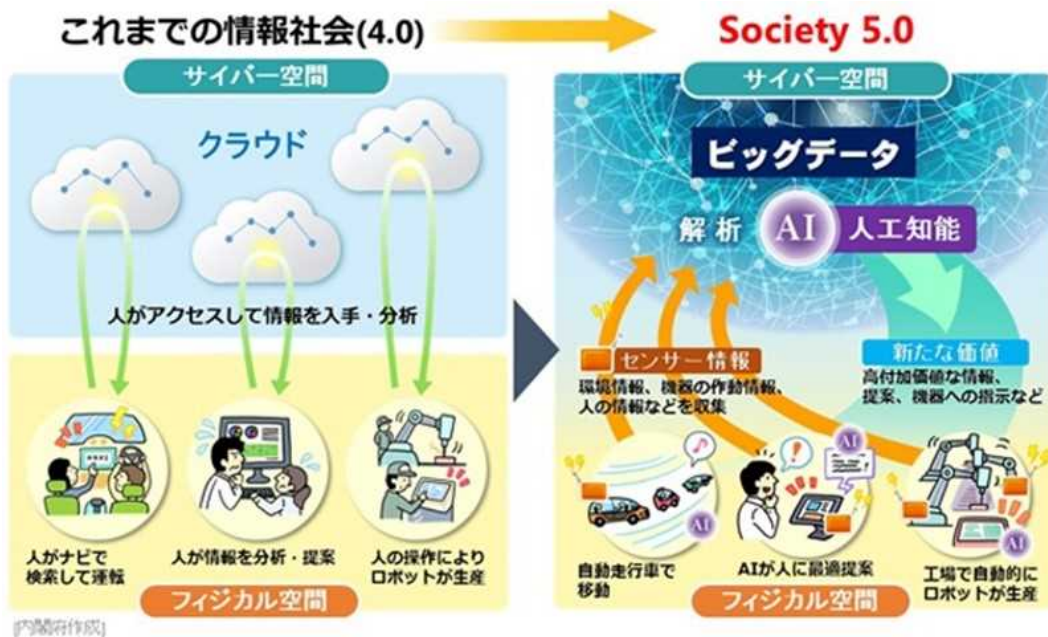 これまでの情報社会(4.0)
Society 5.0
サイバー空間
クラウド
人がアクセスして情報を入手・分析
人がナビで
検索して運転
人が情報を分析・提案
人の操作により
ロボットが生産
フィジカル空間
サイバー空間
ビッグデータ
解析 AI 人工知能
センサー情報
環境情報、機器の作動情報、
人の情報などを収集
新たな価値
高付加価値な情報、
提案、機器への指示など
AI
AI
AI
自動走行車で
移動
AIが人に最適提案
工場で自動的に
ロボットが生産
フィジカル空間
[内閣府作成]